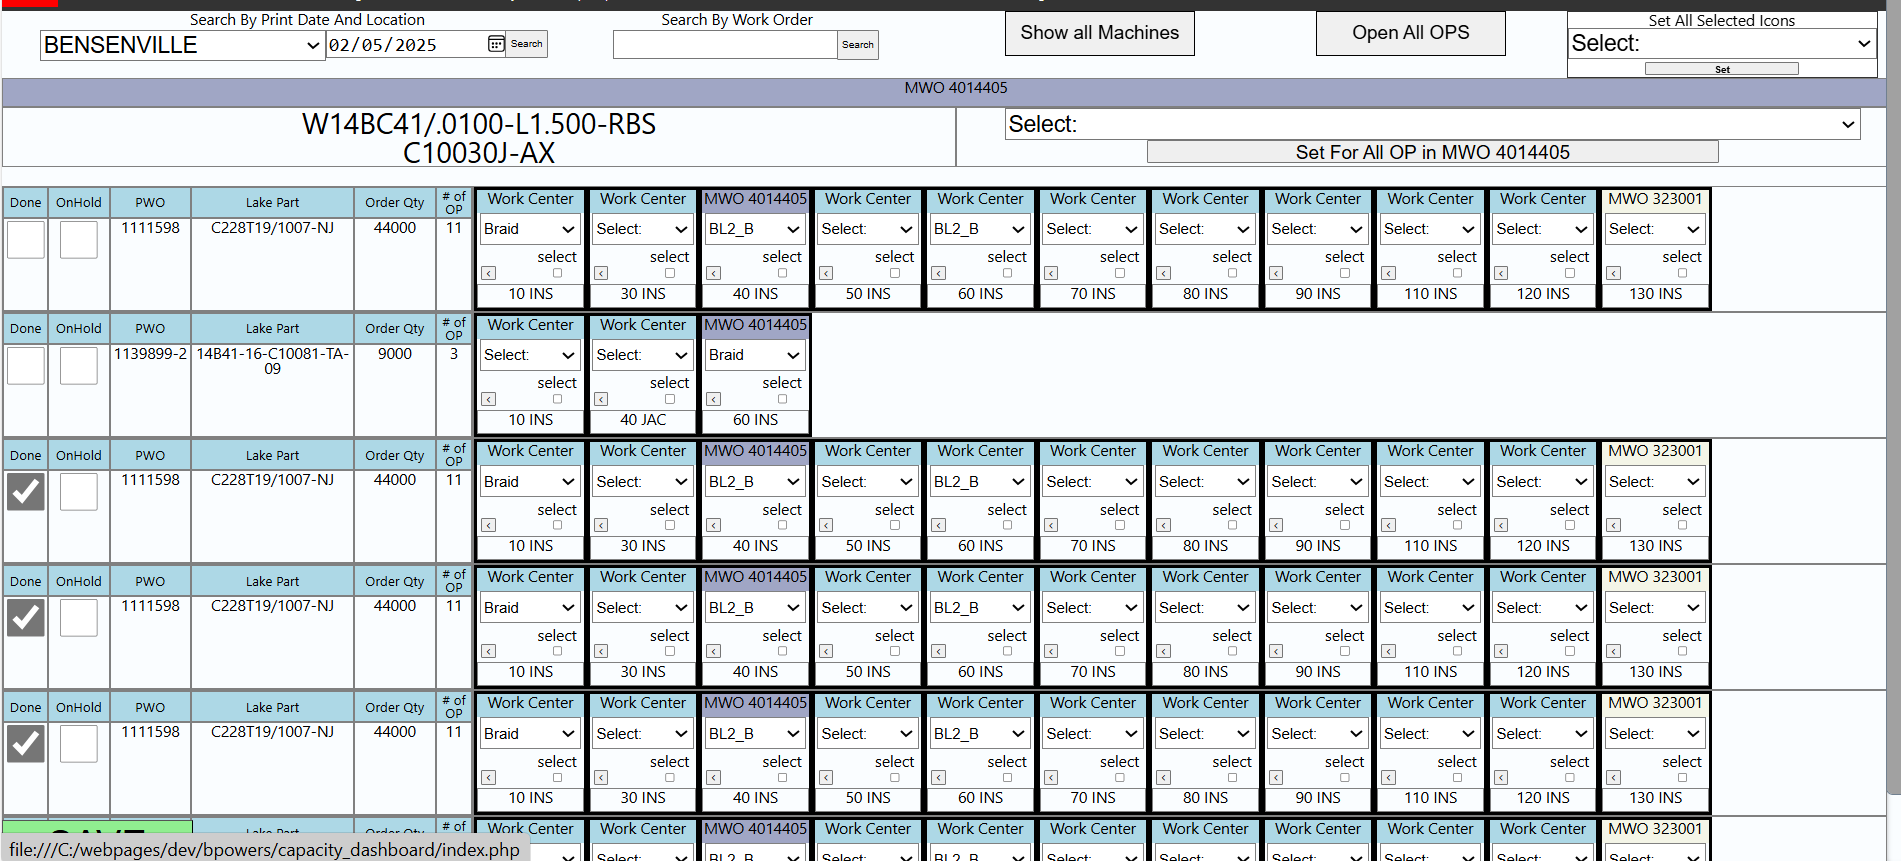 Search By Print Date And Location
Search By Work Order
Show all Machines
Open All OPS
Set All Selected Icons
BENSENVILLE
02/05/2025
Search
Search
Select:
Set
MWO 4014405
W14BC41/.0100-L1.500-RBS
C10030J-AX
Select:
Set For All OP in MWO 4014405
Done OnHold PWO Lake Part Order Qty # of OP Work Center Work Center MWO 4014405 Work Center Work Center Work Center Work Center Work Center Work Center Work Center MWO 323001
1111598 C228T19/1007-NJ 44000 11 Braid Select: BL2_B Select: BL2_B Select: Select: Select: Select: Select: Select:
select select select select select select select select select select select
< < < < < < < < < < <
10 INS 30 INS 40 INS 50 INS 60 INS 70 INS 80 INS 90 INS 110 INS 120 INS 130 INS
Done OnHold PWO Lake Part Order Qty # of OP Work Center Work Center MWO 4014405
1139899-2 14B41-16-C10081-TA-09 9000 3 Select: Select: Braid
select select select
< < <
10 INS 40 JAC 60 INS
Done OnHold PWO Lake Part Order Qty # of OP Work Center Work Center MWO 4014405 Work Center Work Center Work Center Work Center Work Center Work Center Work Center MWO 323001
1111598 C228T19/1007-NJ 44000 11 Braid Select: BL2_B Select: BL2_B Select: Select: Select: Select: Select: Select:
select select select select select select select select select select select
< < < < < < < < < < <
10 INS 30 INS 40 INS 50 INS 60 INS 70 INS 80 INS 90 INS 110 INS 120 INS 130 INS
Done OnHold PWO Lake Part Order Qty # of OP Work Center Work Center MWO 4014405 Work Center Work Center Work Center Work Center Work Center Work Center Work Center MWO 323001
1111598 C228T19/1007-NJ 44000 11 Braid Select: BL2_B Select: BL2_B Select: Select: Select: Select: Select: Select:
select select select select select select select select select select select
< < < < < < < < < < <
10 INS 30 INS 40 INS 50 INS 60 INS 70 INS 80 INS 90 INS 110 INS 120 INS 130 INS
Done OnHold PWO Lake Part Order Qty # of OP Work Center Work Center MWO 4014405 Work Center Work Center Work Center Work Center Work Center Work Center Work Center MWO 323001
1111598 C228T19/1007-NJ 44000 11 Braid Select: BL2_B Select: BL2_B Select: Select: Select: Select: Select: Select:
select select select select select select select select select select select
< < < < < < < < < < <
10 INS 30 INS 40 INS 50 INS 60 INS 70 INS 80 INS 90 INS 110 INS 120 INS 130 INS
SAVE Lake Part Order Qty # of Work Center Work Center MWO 4014405 Work Center Work Center Work Center Work Center Work Center Work Center Work Center MWO 323001
Braid Select: BL2_B Select: BL2_B Select: Select: Select: Select: Select: Select:
file:///C:/webpages/dev/bpowers/capacity_dashboard/index.php